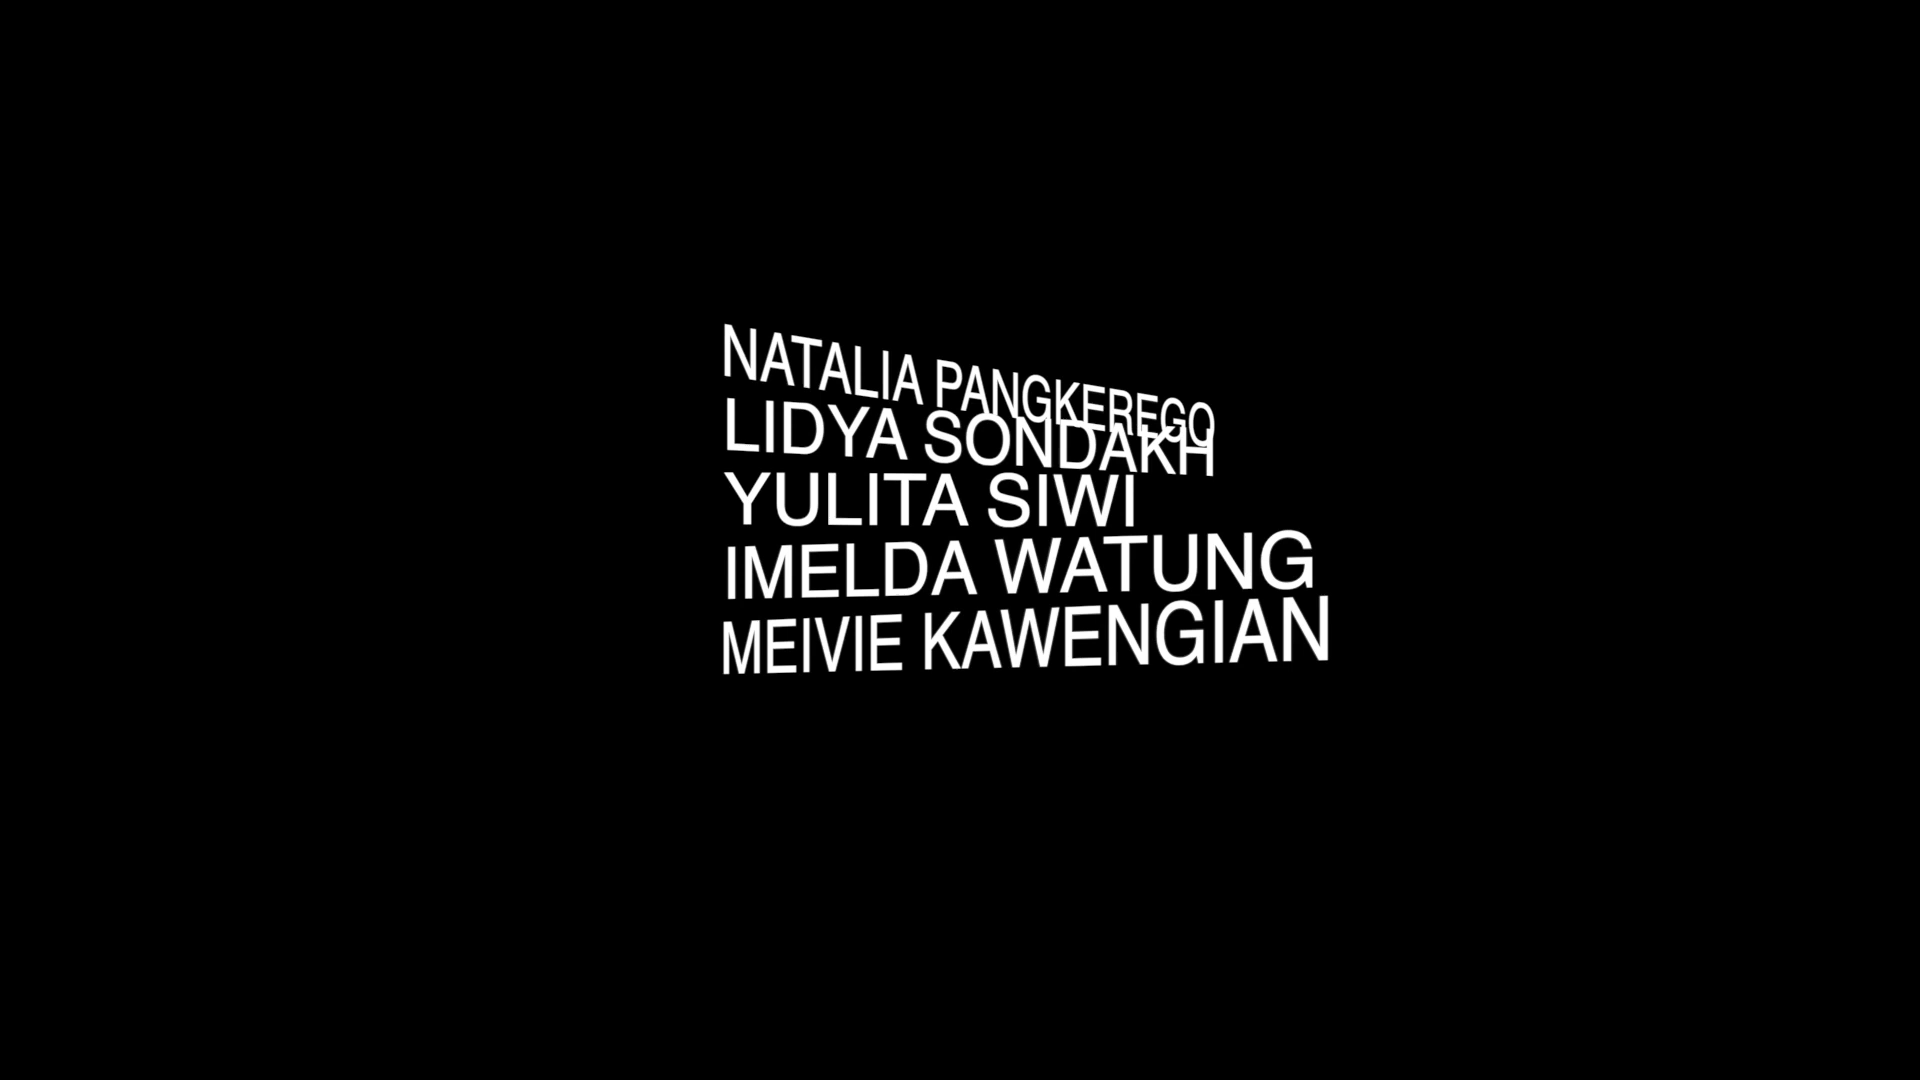 NATALIA PANGKEREGO
LIDYA SONDAKH
YULITA SIWI
IMELDA WATUNG
MEIVIE KAWENGIAN